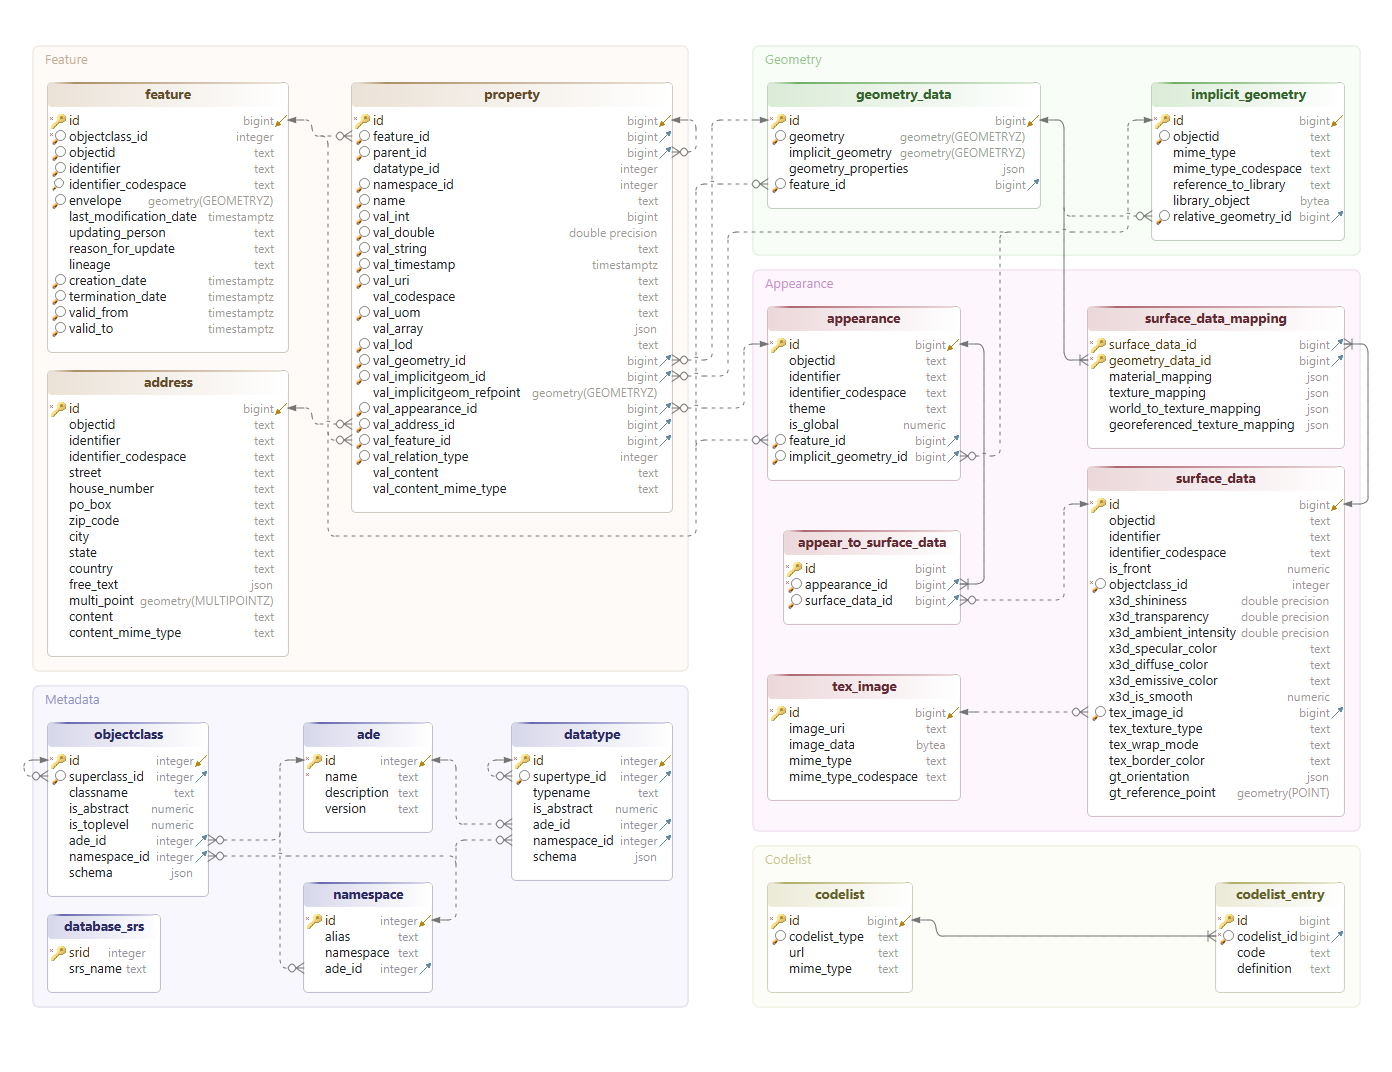 Feature
feature
id bigint
objectclass_id integer
objectid text
identifier text
identifier_codespace text
envelope geometry(GEOMETRYZ)
last_modification_date timestamptz
updating_person text
reason_for_update text
lineage text
creation_date timestamptz
termination_date timestamptz
valid_from timestamptz
valid_to timestamptz
address
id bigint
objectid text
identifier text
identifier_codespace text
street text
house_number text
po_box text
zip_code text
city text
state text
country text
free_text json
multi_point geometry(MULTIPOINTZ)
content text
content_mime_type text
property
id bigint
feature_id bigint
parent_id bigint
datatype_id integer
namespace_id integer
name text
val_int bigint
val_double double precision
val_string text
val_timestamp timestamptz
val_uri text
val_codespace text
val_uom text
val_array json
val_lod text
val_geometry_id bigint
val_implicitgeom_id bigint
val_implicitgeom_refpoint geometry(GEOMETRYZ)
val_appearance_id bigint
val_address_id bigint
val_feature_id bigint
val_relation_type integer
val_content text
val_content_mime_type text
Geometry
geometry_data
id bigint
geometry geometry(GEOMETRYZ)
implicit_geometry geometry(GEOMETRYZ)
geometry_properties json
feature_id bigint
implicit_geometry
id bigint
objectid text
mime_type text
mime_type_codespace text
reference_to_library text
library_object bytea
relative_geometry_id bigint
Appearance
appearance
id bigint
objectid text
identifier text
identifier_codespace text
theme text
is_global numeric
feature_id bigint
implicit_geometry_id bigint
appear_to_surface_data
id bigint
appearance_id bigint
surface_data_id bigint
tex_image
id bigint
image_uri text
image_data bytea
mime_type text
mime_type_codespace text
surface_data_mapping
surface_data_id bigint
geometry_data_id bigint
material_mapping json
texture_mapping json
world_to_texture_mapping json
georeferenced_texture_mapping json
surface_data
id bigint
objectid text
identifier text
identifier_codespace text
is_front numeric
objectclass_id integer
x3d_shininess double precision
x3d_transparency double precision
x3d_ambient_intensity double precision
x3d_specular_color text
x3d_diffuse_color text
x3d_emissive_color text
x3d_is_smooth numeric
tex_image_id bigint
tex_texture_type text
tex_wrap_mode text
tex_border_color text
gt_orientation json
gt_reference_point geometry(POINT)
Metadata
objectclass
id integer
superclass_id integer
classname text
is_abstract numeric
is_toplevel numeric
ade_id integer
namespace_id integer
schema json
database_srs
srid integer
srs_name text
ade
id integer
name text
description text
version text
namespace
id integer
alias text
namespace text
ade_id integer
datatype
id integer
supertype_id integer
typename text
is_abstract numeric
ade_id integer
namespace_id integer
schema json
Codelist
codelist
id bigint
codelist_type text
url text
mime_type text
codelist_entry
id bigint
codelist_id bigint
code text
definition text